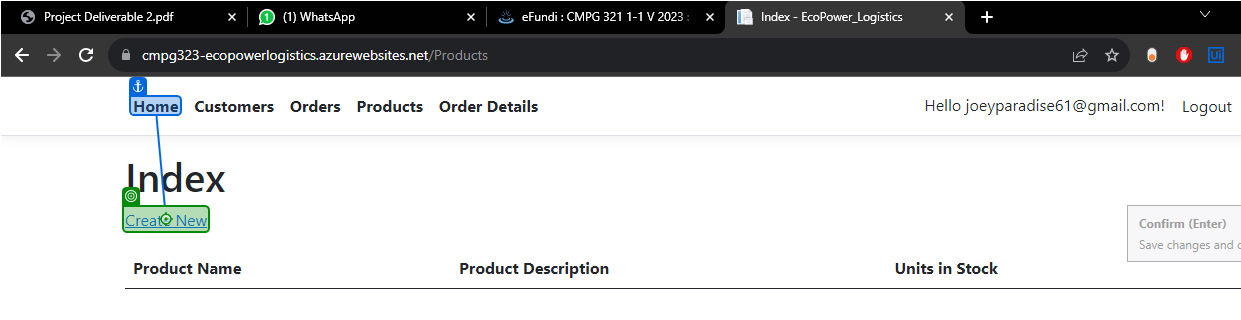 Project Deliverable 2.pdf
(1) WhatsApp
eFundi : CMPG 321 1-1 V 2023 :
Index - EcoPower_Logistics
cmpg323-ecopowerlogistics.azurewebsites.net/Products
Home Customers Orders Products Order Details
Hello joeyparadise61@gmail.com! Logout
Index
Create New
Confirm (Enter)
Save changes and
Product Name Product Description Units in Stock